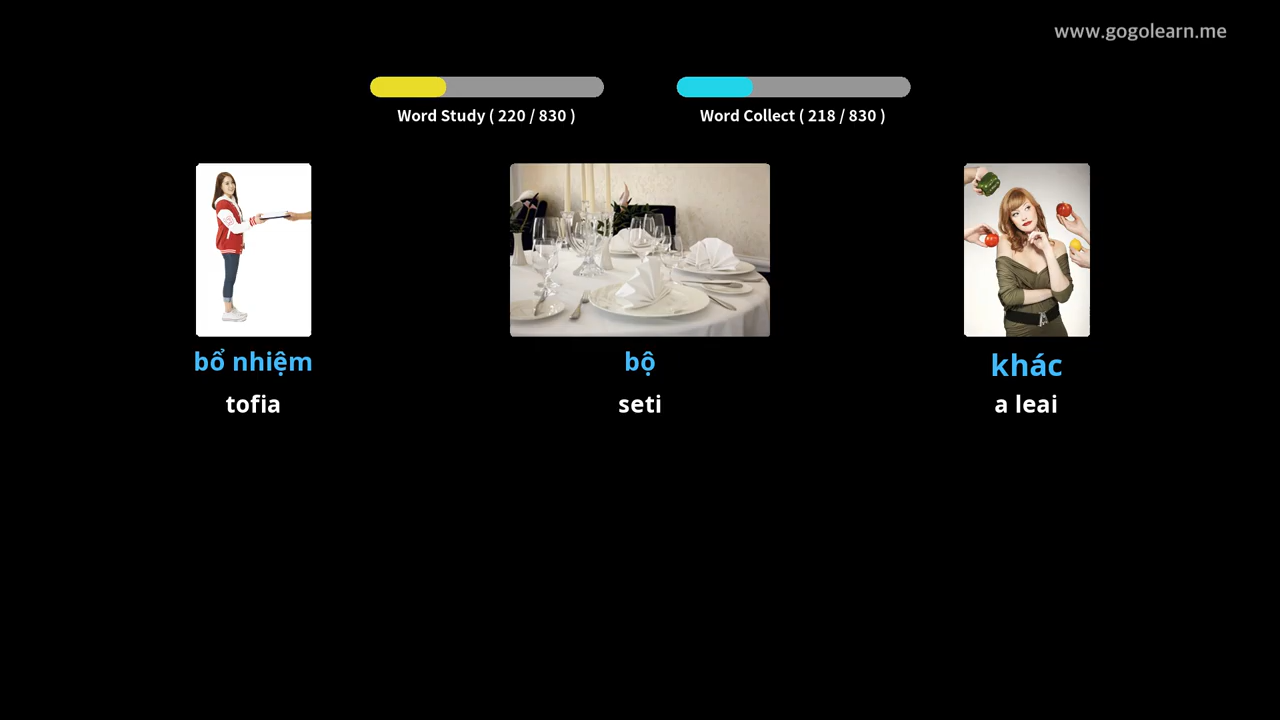 www.gogolearn.me
Word Study ( 220 / 830 )
Word Collect ( 218 / 830 )
bổ nhiệm
bộ
khác
tofia
seti
a leai